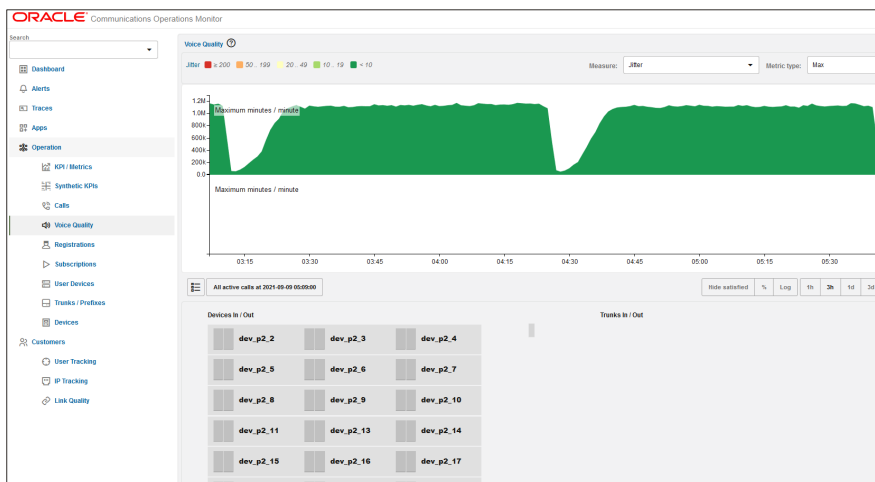 ORACLE Communications Operations Monitor
Search
Dashboard
Alerts
Traces
Apps
Operation
KPI / Metrics
Synthetic KPIs
Calls
Voice Quality
Registrations
Subscriptions
User Devices
Trunks / Prefixes
Devices
Customers
User Tracking
IP Tracking
Link Quality
Voice Quality ?
Jitter ≥ 200 50 .. 199 20 .. 49 10 .. 19 < 10
Measure: Jitter Metric type: Max
1.2M
1.0M
800k
600k
400k
200k
0.0
Maximum minutes / minute
Maximum minutes / minute
03:15 03:30 03:45 04:00 04:15 04:30 04:45 05:00 05:15 05:30
All active calls at 2021-09-09 05:09:00
Hide satisfied % Log 1h 3h 1d 3d
Devices In / Out Trunks In / Out
dev_p2_2 dev_p2_3 dev_p2_4
dev_p2_5 dev_p2_6 dev_p2_7
dev_p2_8 dev_p2_9 dev_p2_10
dev_p2_11 dev_p2_13 dev_p2_14
dev_p2_15 dev_p2_16 dev_p2_17